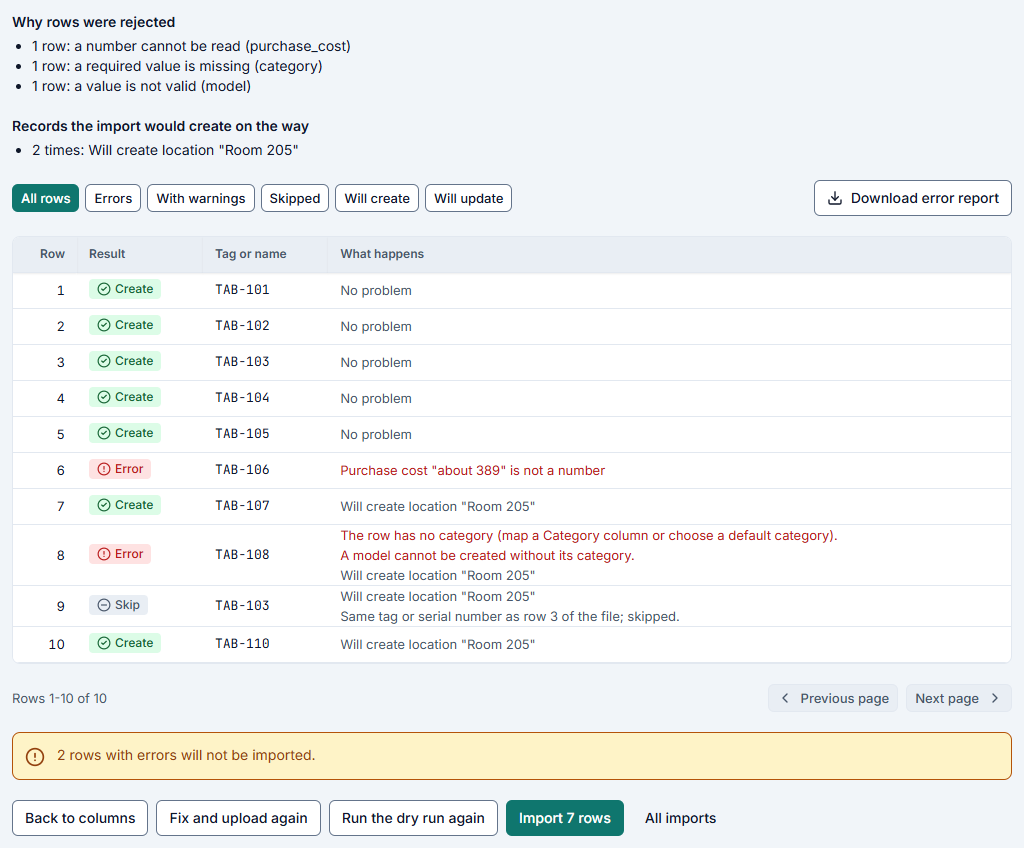 Why rows were rejected
1 row: a number cannot be read (purchase_cost)
1 row: a required value is missing (category)
1 row: a value is not valid (model)
Records the import would create on the way
2 times: Will create location "Room 205"
All rows Errors With warnings Skipped Will create Will update Download error report
Row Result Tag or name What happens
1 Create TAB-101 No problem
2 Create TAB-102 No problem
3 Create TAB-103 No problem
4 Create TAB-104 No problem
5 Create TAB-105 No problem
6 Error TAB-106 Purchase cost "about 389" is not a number
7 Create TAB-107 Will create location "Room 205"
The row has no category (map a Category column or choose a default category).
8 Error TAB-108 A model cannot be created without its category.
Will create location "Room 205"
Will create location "Room 205"
9 Skip TAB-103
Same tag or serial number as row 3 of the file; skipped.
10 Create TAB-110 Will create location "Room 205"
Rows 1-10 of 10 Previous page Next page
2 rows with errors will not be imported.
Back to columns Fix and upload again Run the dry run again Import 7 rows All imports